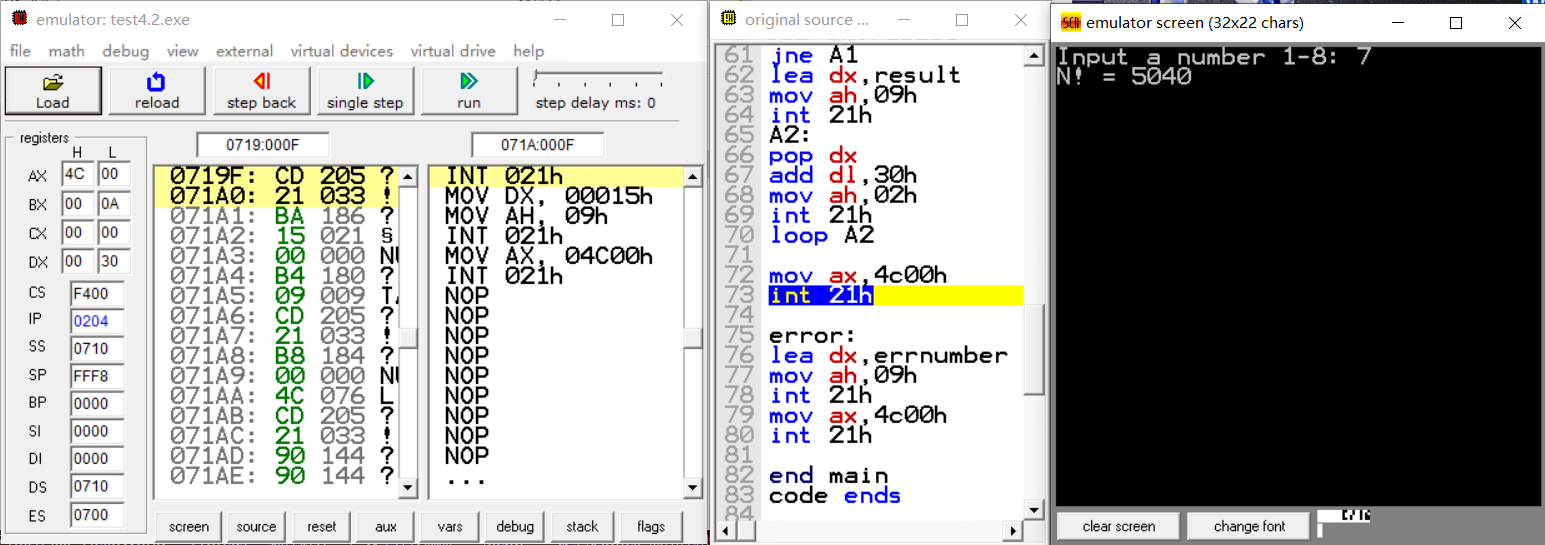 emulator: test4.2.exe
file math debug view external virtual devices virtual drive help
Load reload step back single step run step delay ms: 0
registers
H L
AX 4C 00
BX 00 0A
CX 00 00
DX 00 30
CS F400
IP 0204
SS 0710
SP FFF8
BP 0000
SI 0000
DI 0000
DS 0710
ES 0700
0719:000F 071A:000F
0719F: CD 205 ?
071A0: 21 033 !
071A1: BA 186 ?
071A2: 15 021 §
071A3: 00 000 NU
071A4: B4 180 ?
071A5: 09 009 TA
071A6: CD 205 ?
071A7: 21 033 !
071A8: B8 184 ?
071A9: 00 000 NU
071AA: 4C 076 L
071AB: CD 205 ?
071AC: 21 033 !
071AD: 90 144 ?
071AE: 90 144 ?
INT 021h
MOV DX, 00015h
MOV AH, 09h
INT 021h
MOV AX, 04C00h
INT 021h
NOP
NOP
NOP
NOP
NOP
NOP
NOP
NOP
NOP
...
screen source reset aux vars debug stack flags
original source ...
61 jne A1
62 lea dx,result
63 mov ah,09h
64 int 21h
65 A2:
66 pop dx
67 add dl,30h
68 mov ah,02h
69 int 21h
70 loop A2
71
72 mov ax,4c00h
73 int 21h
74
75 error:
76 lea dx,errnumber
77 mov ah,09h
78 int 21h
79 mov ax,4c00h
80 int 21h
81
82 end main
83 code ends
84
emulator screen (32x22 chars)
Input a number 1-8: 7
N! = 5040
clear screen change font